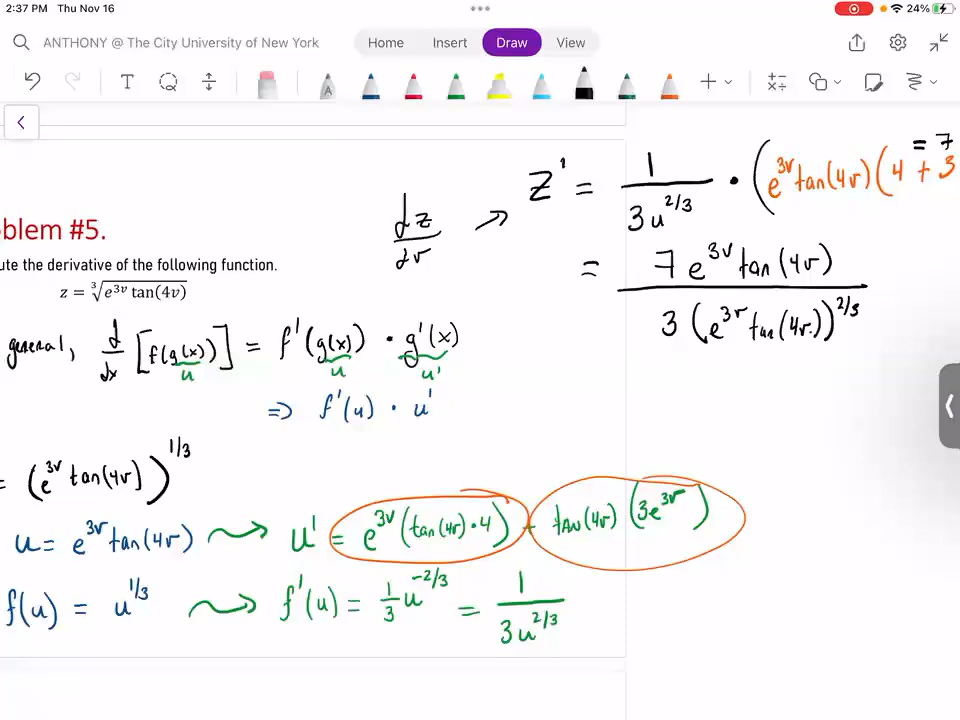 2:37 PM Thu Nov 16
24%
ANTHONY @ The City University of New York
Home Insert Draw View
T
A
oblem #5.
ute the derivative of the following function.
z = ∛(e^{3v} tan(4v))
dz/dv → z' = 1/(3u^{2/3}) · (e^{3v} tan(4v) (4 + 3
= 7
= 7e^{3v} tan(4v) / 3(e^{3v} tan(4v))^{2/3}
general, d/dx [f(g(x))] = f'(g(x)) · g'(x)
u u u'
⇒ f'(u) · u'
= (e^{3v} tan(4v))^{1/3}
u = e^{3v} tan(4v) ⇝ u' = e^{3v} (tan(4v) · 4) + tan(4v) (3e^{3v})
f(u) = u^{1/3} ⇝ f'(u) = 1/3 u^{-2/3} = 1/(3u^{2/3})